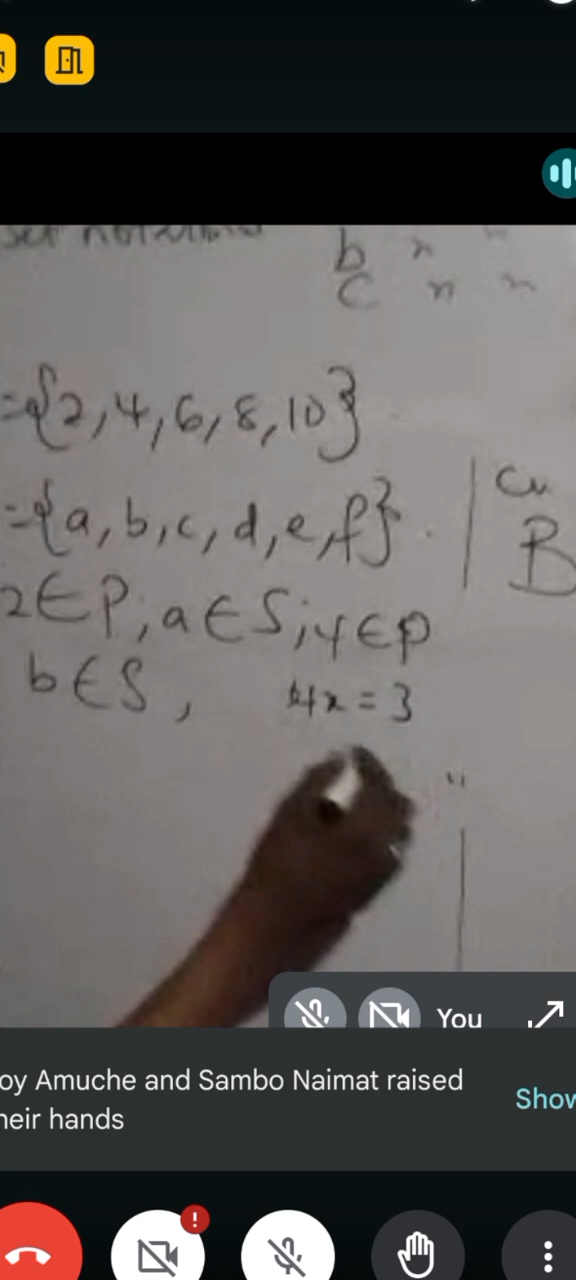 b
c n
={2,4,6,8,10}
={a,b,c,d,e,f}.
B
2∈P, a∈S, 4∈P
b∈S, 4x=3
You
oy Amuche and Sambo Naimat raised
heir hands
Show